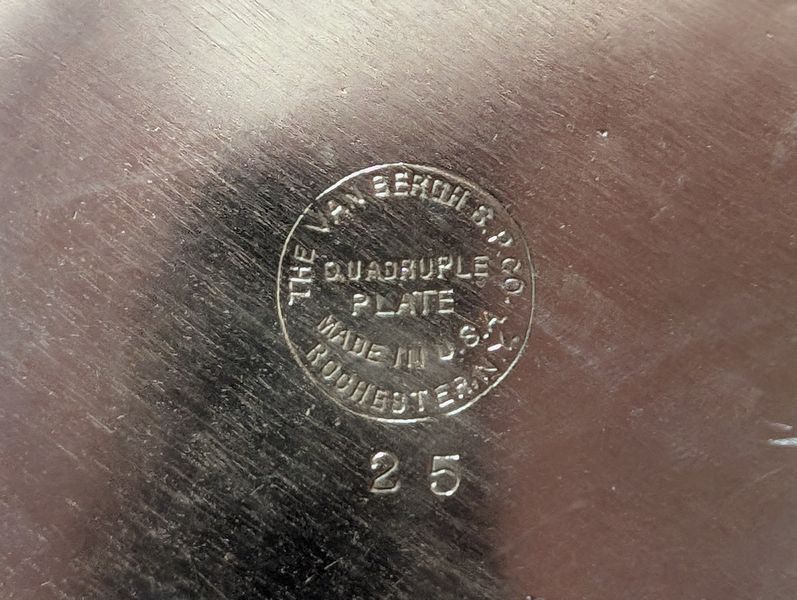 THE VAN BERGH S. P. CO.
QUADRUPLE
PLATE
MADE IN U.S.A.
ROCHESTER, N.Y.
25